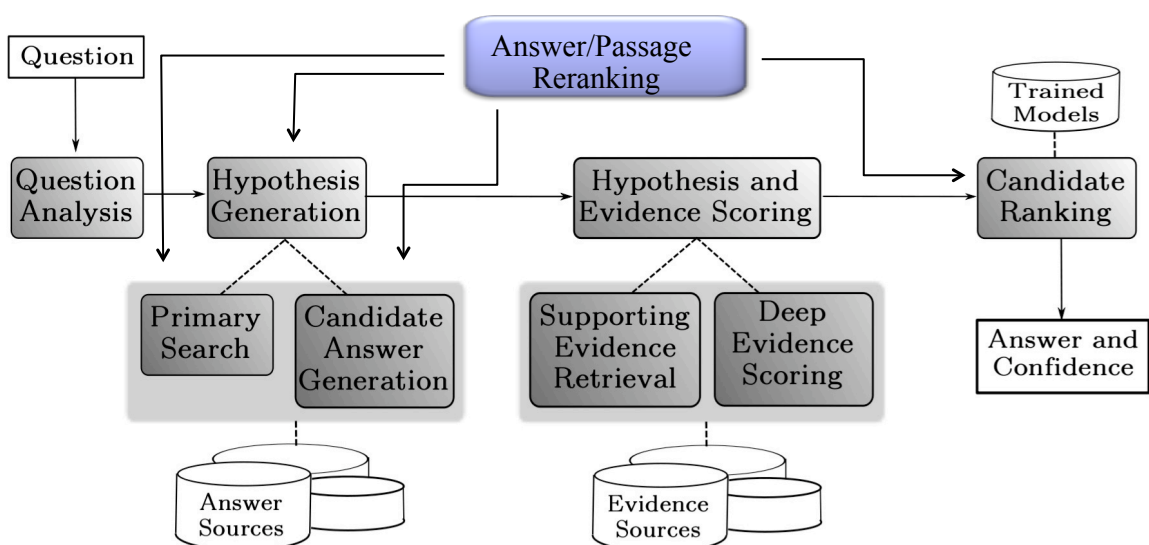 Question
Answer/Passage
Reranking
Trained
Models
Question
Analysis
Hypothesis
Generation
Hypothesis and
Evidence Scoring
Candidate
Ranking
Primary
Search
Candidate
Answer
Generation
Supporting
Evidence
Retrieval
Deep
Evidence
Scoring
Answer and
Confidence
Answer
Sources
Evidence
Sources